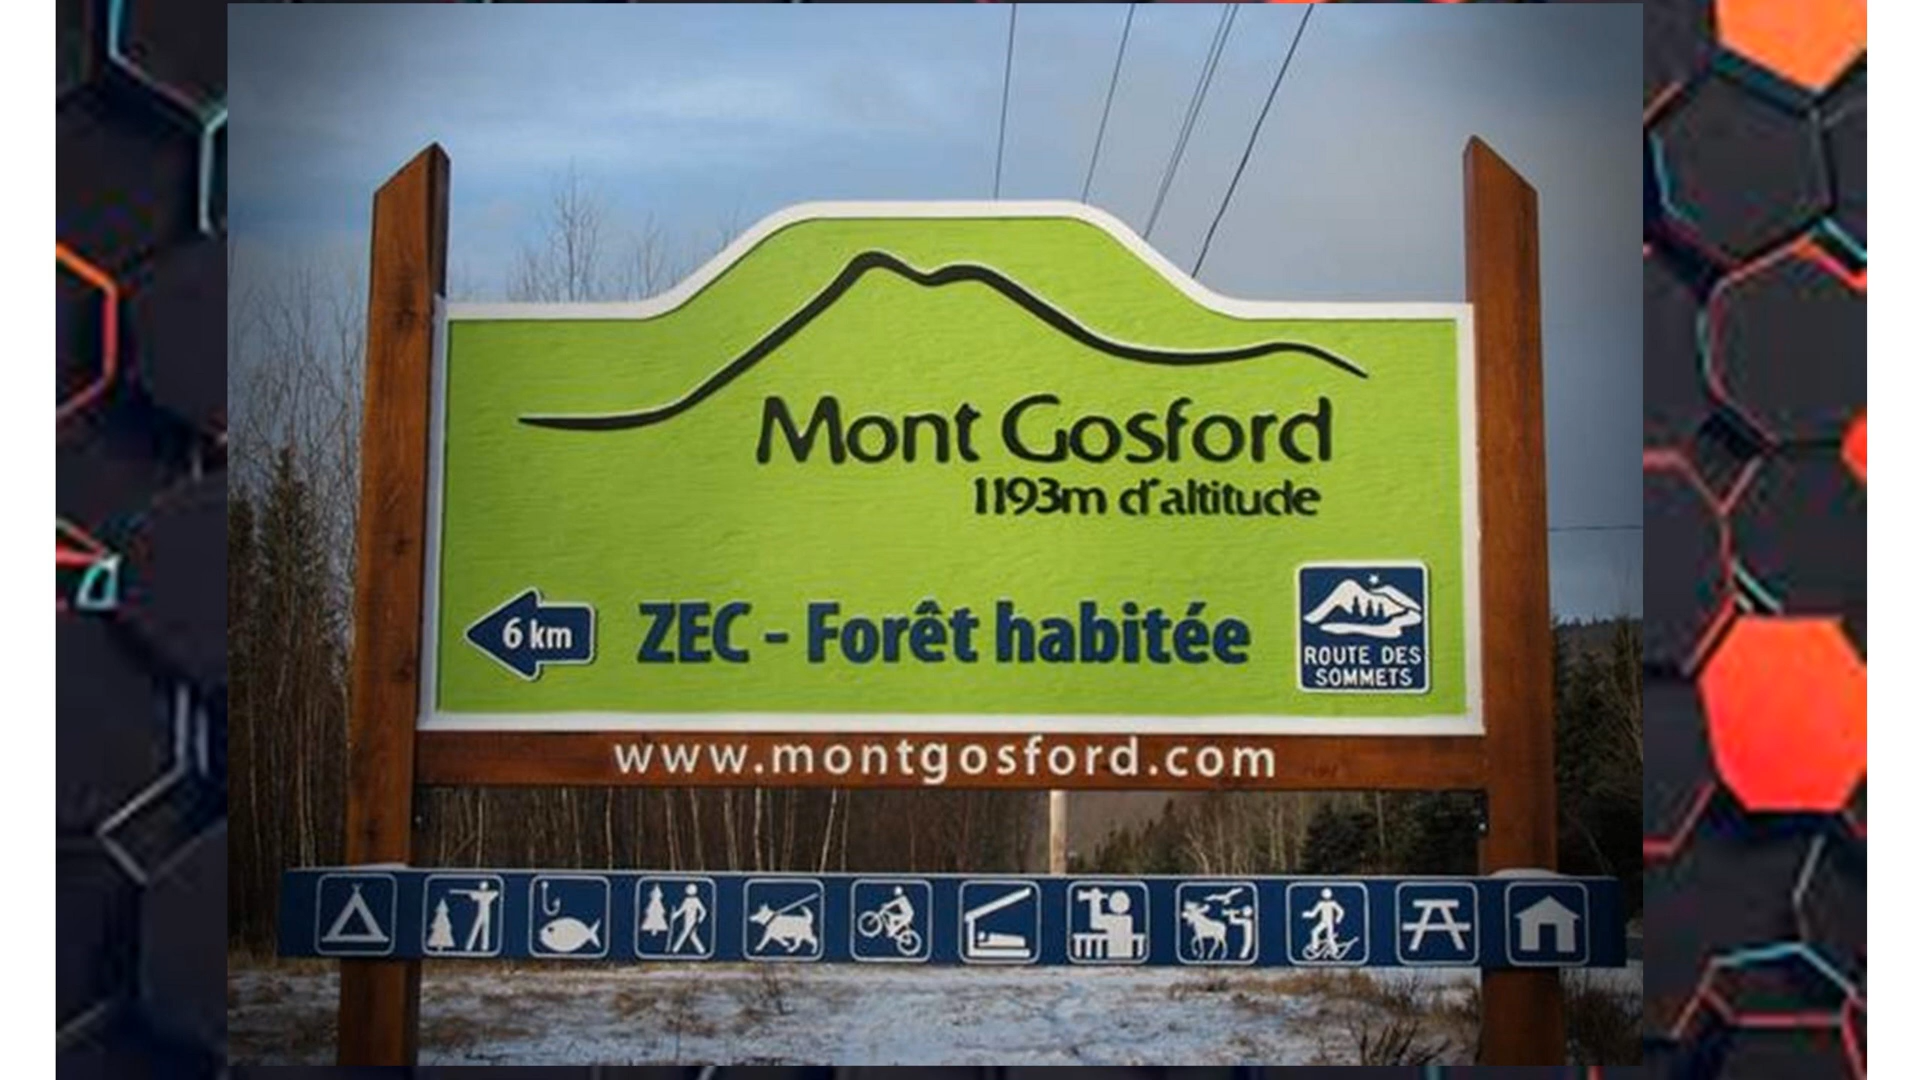 Mont Gosford
1193m d'altitude
6 km
ZEC - Forêt habitée
ROUTE DES
SOMMETS
www.montgosford.com